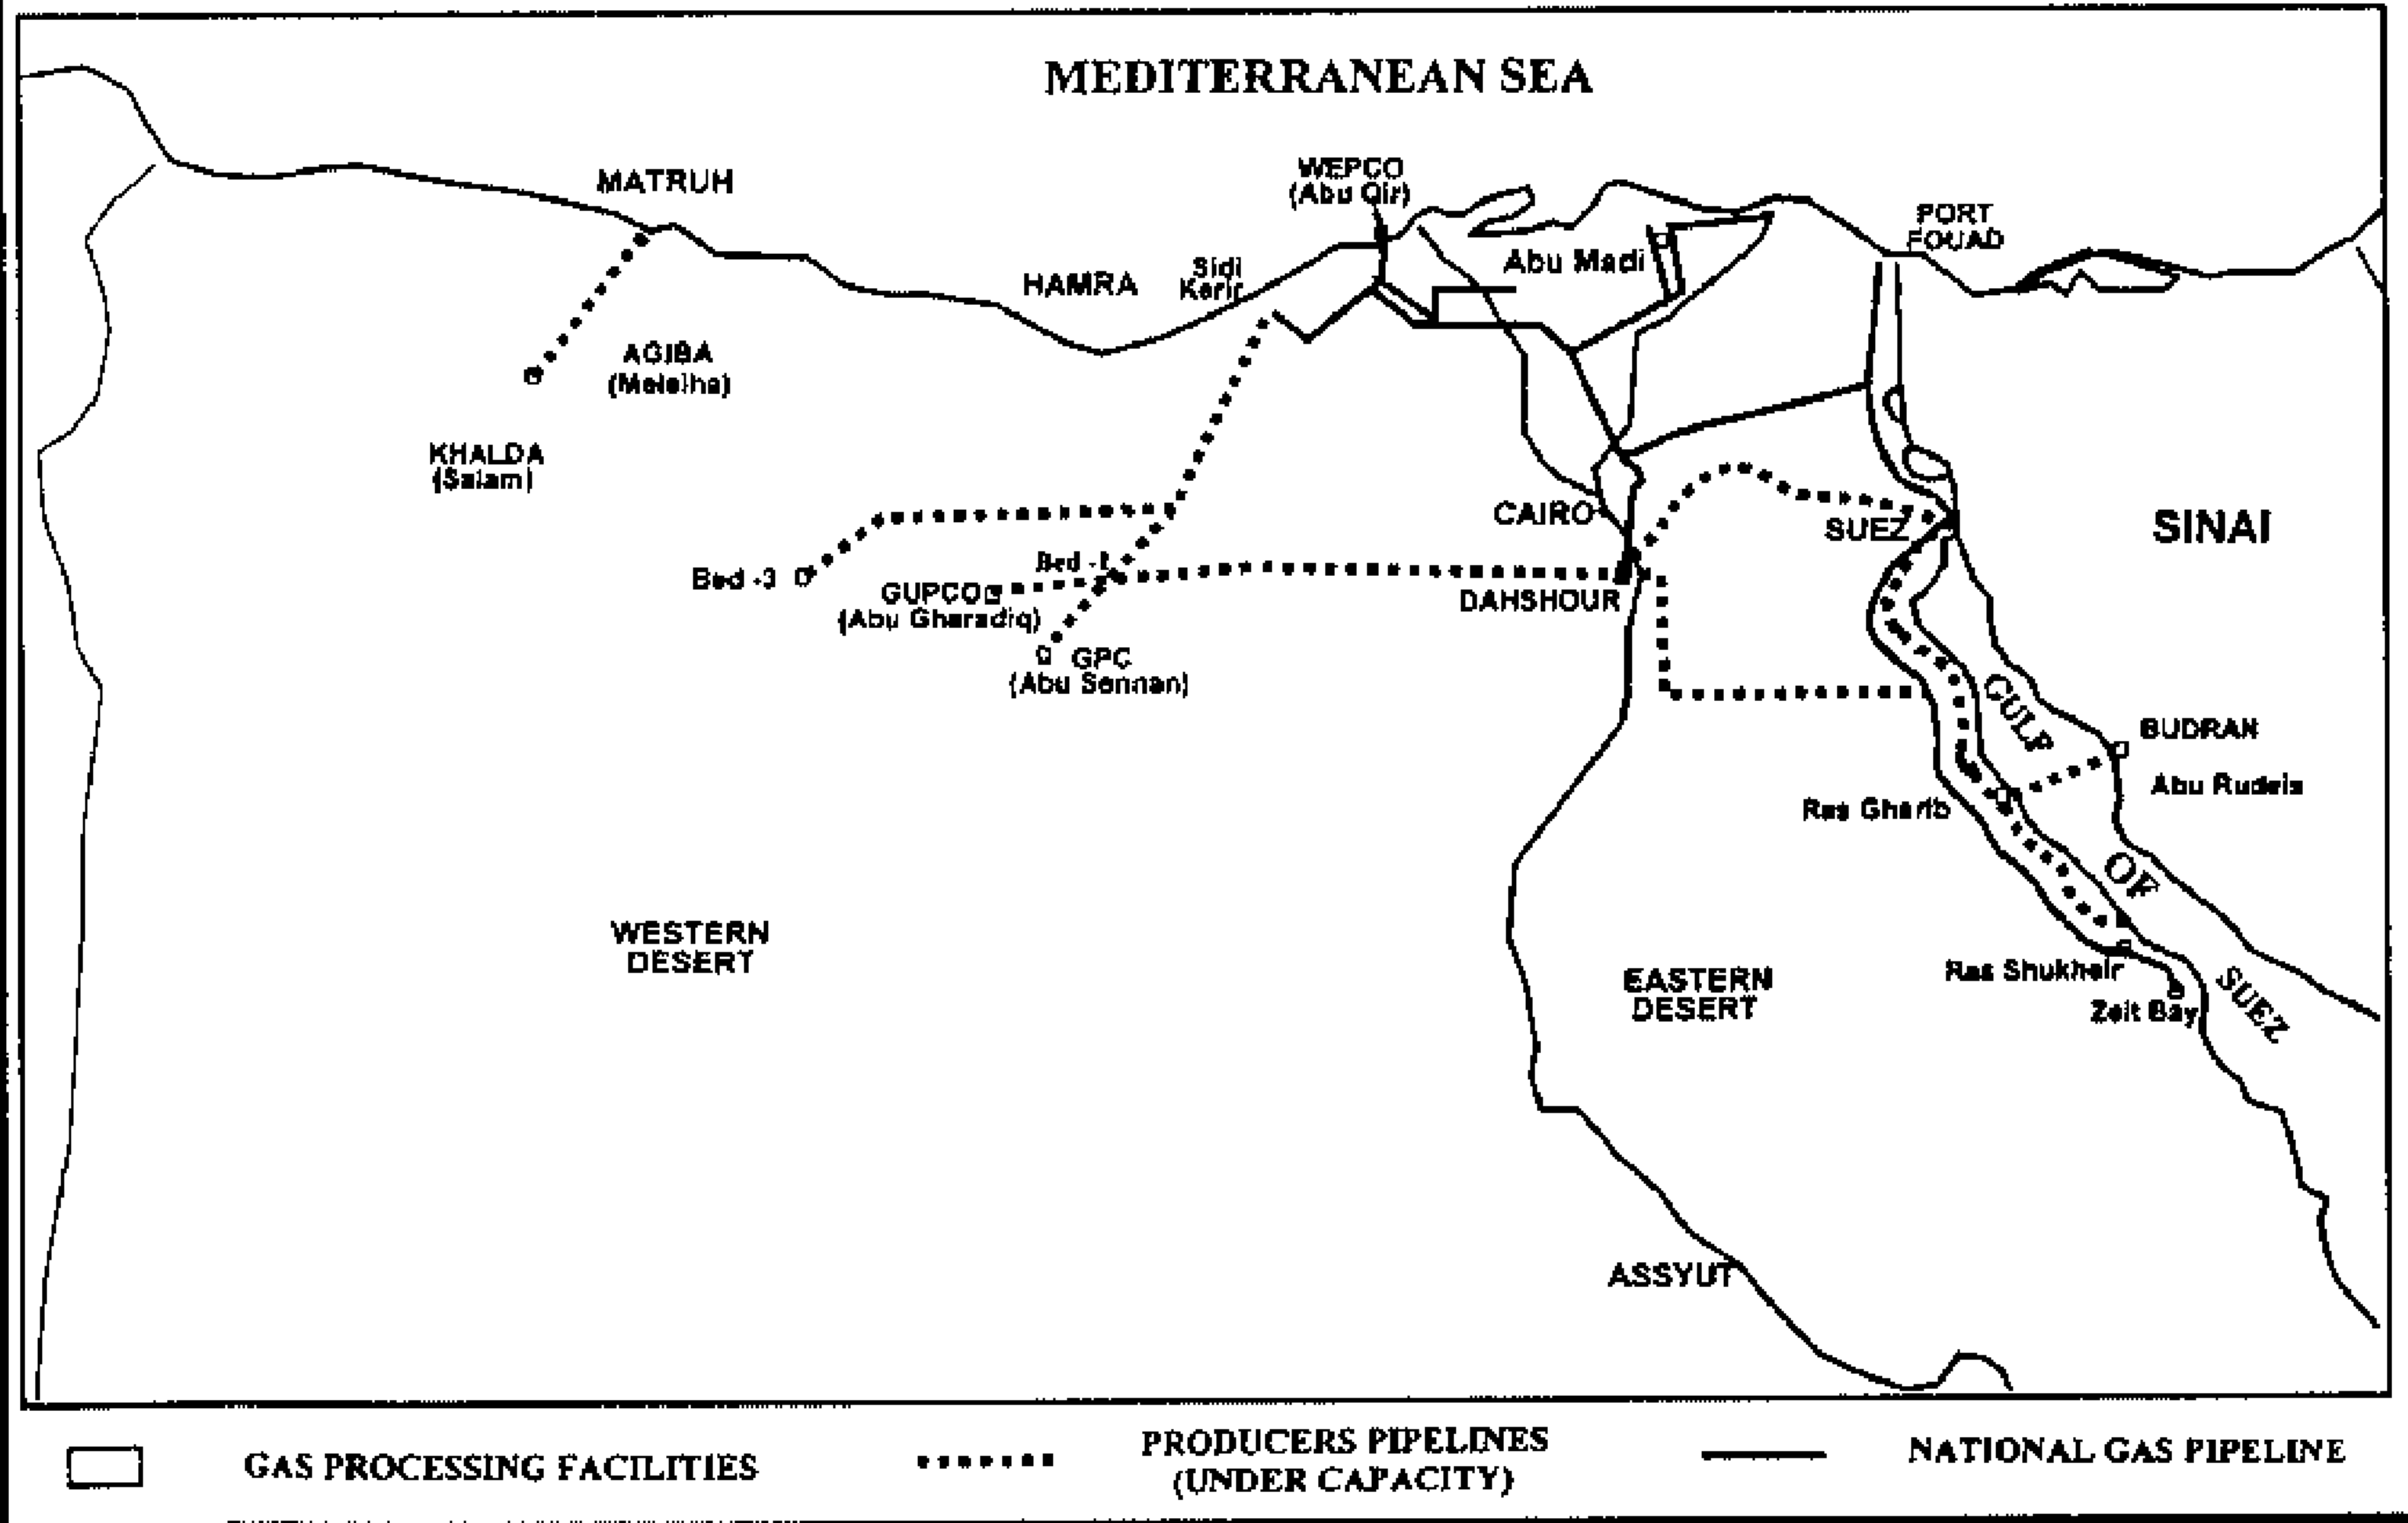 MEDITERRANEAN SEA
MATRUH
WEPCO
(Abu Qir)
PORT
FOUAD
Sidi
Kerir
HAMRA
Abu Madi
AGIBA
(Meleiha)
KHALDA
(Salam)
CAIRO
SUEZ
SINAI
Bed -3
Bed -1
GUPCO
(Abu Gharadiq)
DAHSHOUR
GPC
(Abu Sennan)
GULF
OF
SUEZ
BUDRAN
Abu Rudeis
Ras Gharib
WESTERN
DESERT
EASTERN
DESERT
Ras Shukheir
Zeit Bay
ASSYUT
GAS PROCESSING FACILITIES
PRODUCERS PIPELINES
(UNDER CAPACITY)
NATIONAL GAS PIPELINE